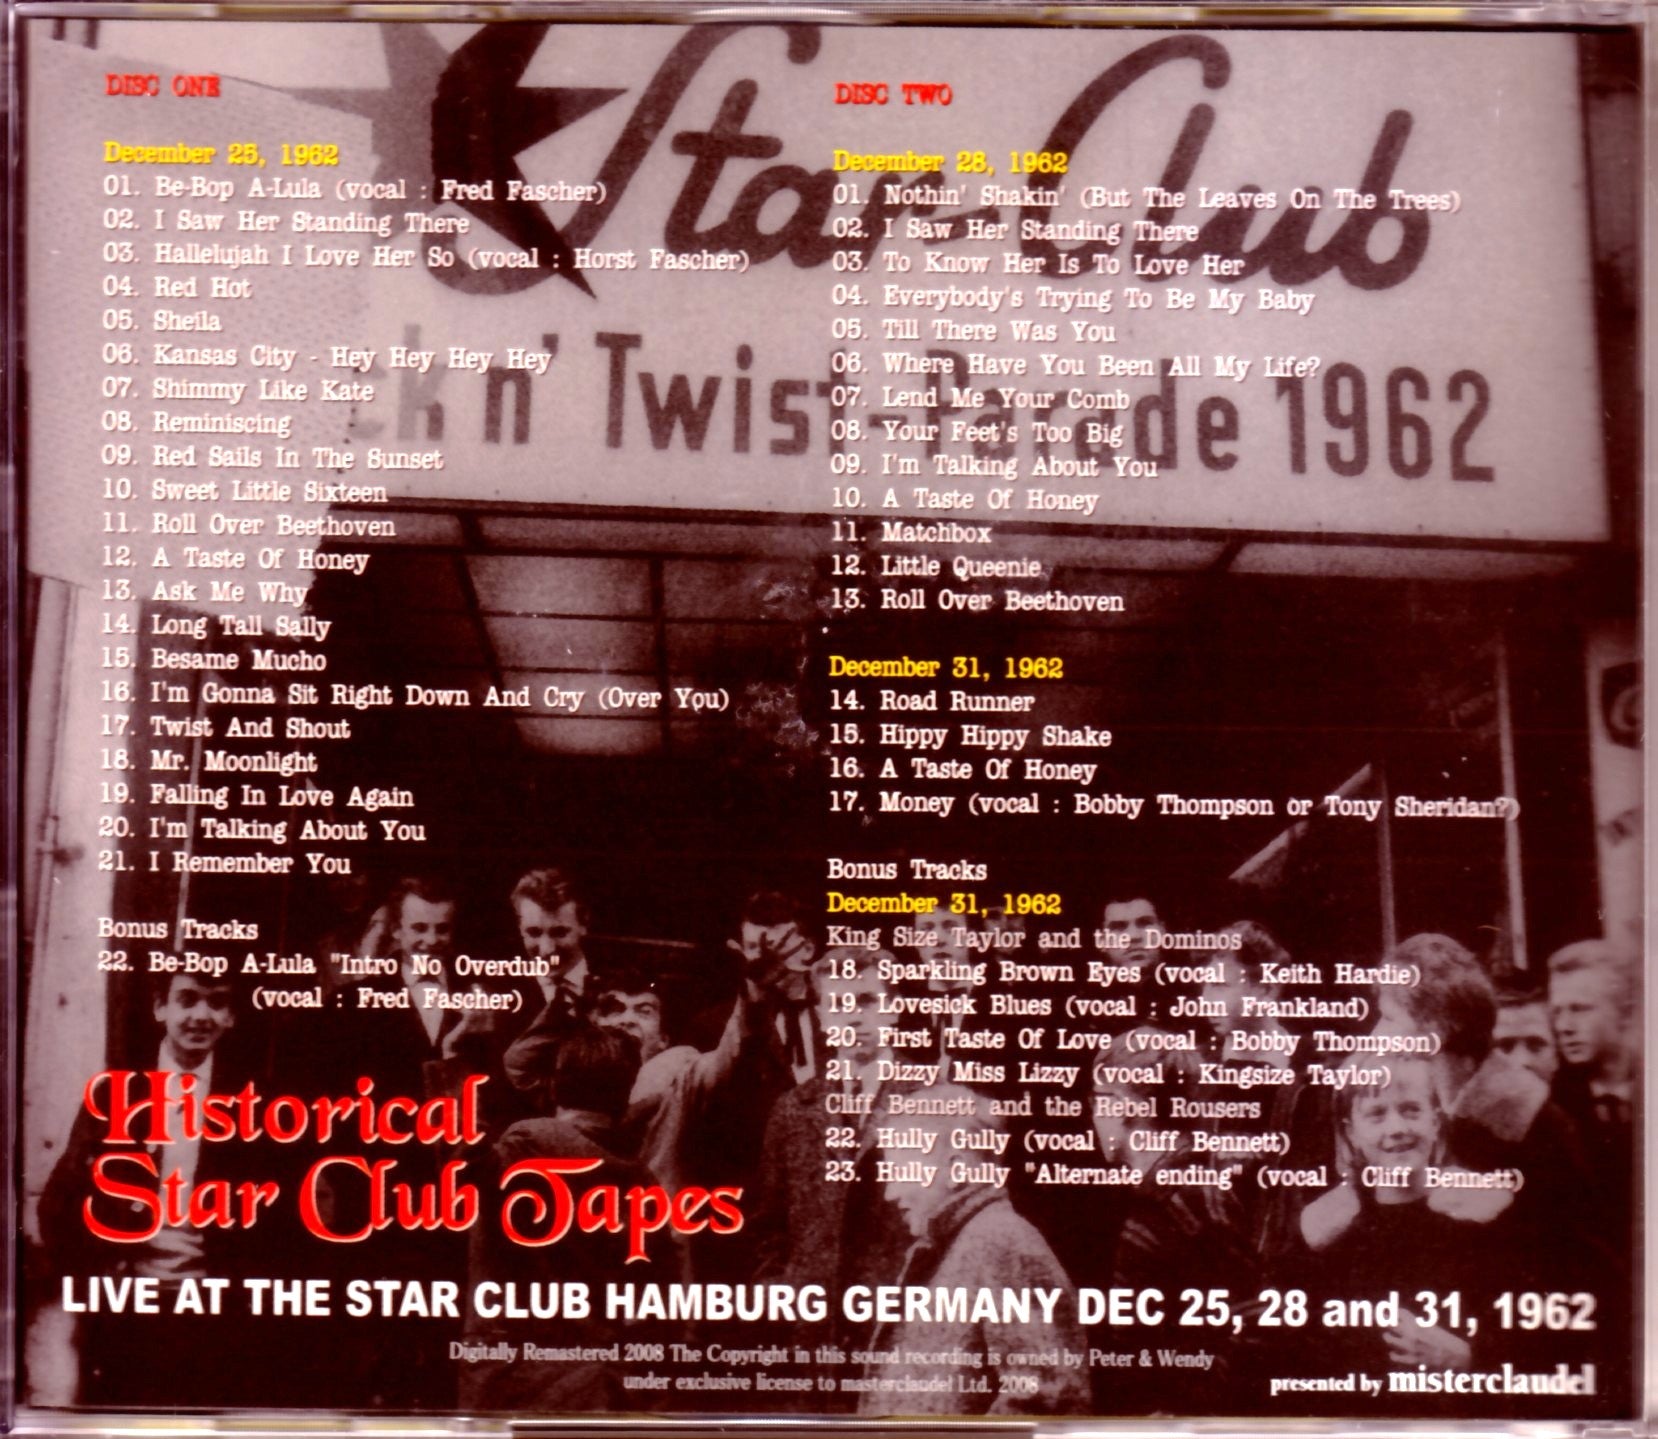 Star-Club
ck n' Twist-Parade 1962
DISC ONE
December 25, 1962
01. Be-Bop A-Lula (vocal : Fred Fascher)
02. I Saw Her Standing There
03. Hallelujah I Love Her So (vocal : Horst Fascher)
04. Red Hot
05. Sheila
06. Kansas City - Hey Hey Hey Hey
07. Shimmy Like Kate
08. Reminiscing
09. Red Sails In The Sunset
10. Sweet Little Sixteen
11. Roll Over Beethoven
12. A Taste Of Honey
13. Ask Me Why
14. Long Tall Sally
15. Besame Mucho
16. I'm Gonna Sit Right Down And Cry (Over You)
17. Twist And Shout
18. Mr. Moonlight
19. Falling In Love Again
20. I'm Talking About You
21. I Remember You
Bonus Tracks
22. Be-Bop A-Lula "Intro No Overdub"
(vocal : Fred Fascher)
DISC TWO
December 28, 1962
01. Nothin' Shakin' (But The Leaves On The Trees)
02. I Saw Her Standing There
03. To Know Her Is To Love Her
04. Everybody's Trying To Be My Baby
05. Till There Was You
06. Where Have You Been All My Life?
07. Lend Me Your Comb
08. Your Feet's Too Big
09. I'm Talking About You
10. A Taste Of Honey
11. Matchbox
12. Little Queenie
13. Roll Over Beethoven
December 31, 1962
14. Road Runner
15. Hippy Hippy Shake
16. A Taste Of Honey
17. Money (vocal : Bobby Thompson or Tony Sheridan?)
Bonus Tracks
December 31, 1962
King Size Taylor and the Dominos
18. Sparkling Brown Eyes (vocal : Keith Hardie)
19. Lovesick Blues (vocal : John Frankland)
20. First Taste Of Love (vocal : Bobby Thompson)
21. Dizzy Miss Lizzy (vocal : Kingsize Taylor)
Cliff Bennett and the Rebel Rousers
22. Hully Gully (vocal : Cliff Bennett)
23. Hully Gully "Alternate ending" (vocal : Cliff Bennett)
Historical
Star Club Tapes
LIVE AT THE STAR CLUB HAMBURG GERMANY DEC 25, 28 and 31, 1962
Digitally Remastered 2008 The Copyright in this sound recording is owned by Peter & Wendy
under exclusive license to masterclaudel Ltd. 2008
presented by misterclaudel